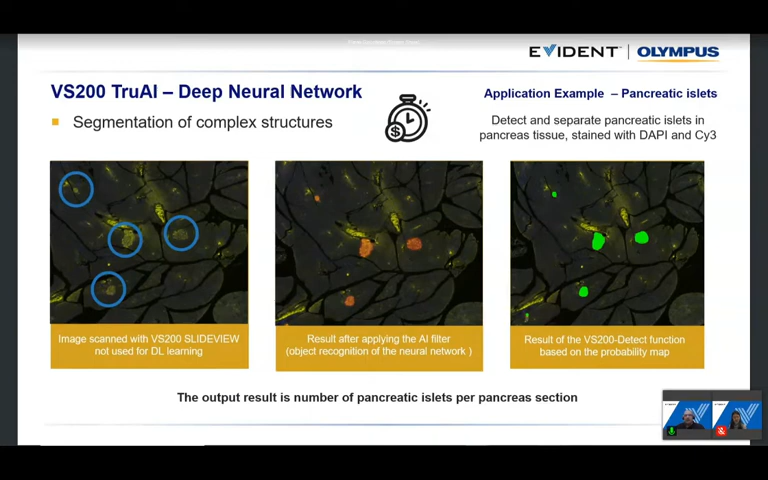 EVIDENT | OLYMPUS
VS200 TruAI – Deep Neural Network
Segmentation of complex structures
$
Application Example – Pancreatic islets
Detect and separate pancreatic islets in
pancreas tissue, stained with DAPI and Cy3
Image scanned with VS200 SLIDEVIEW
not used for DL learning
Result after applying the AI filter
(object recognition of the neural network )
Result of the VS200-Detect function
based on the probability map
The output result is number of pancreatic islets per pancreas section